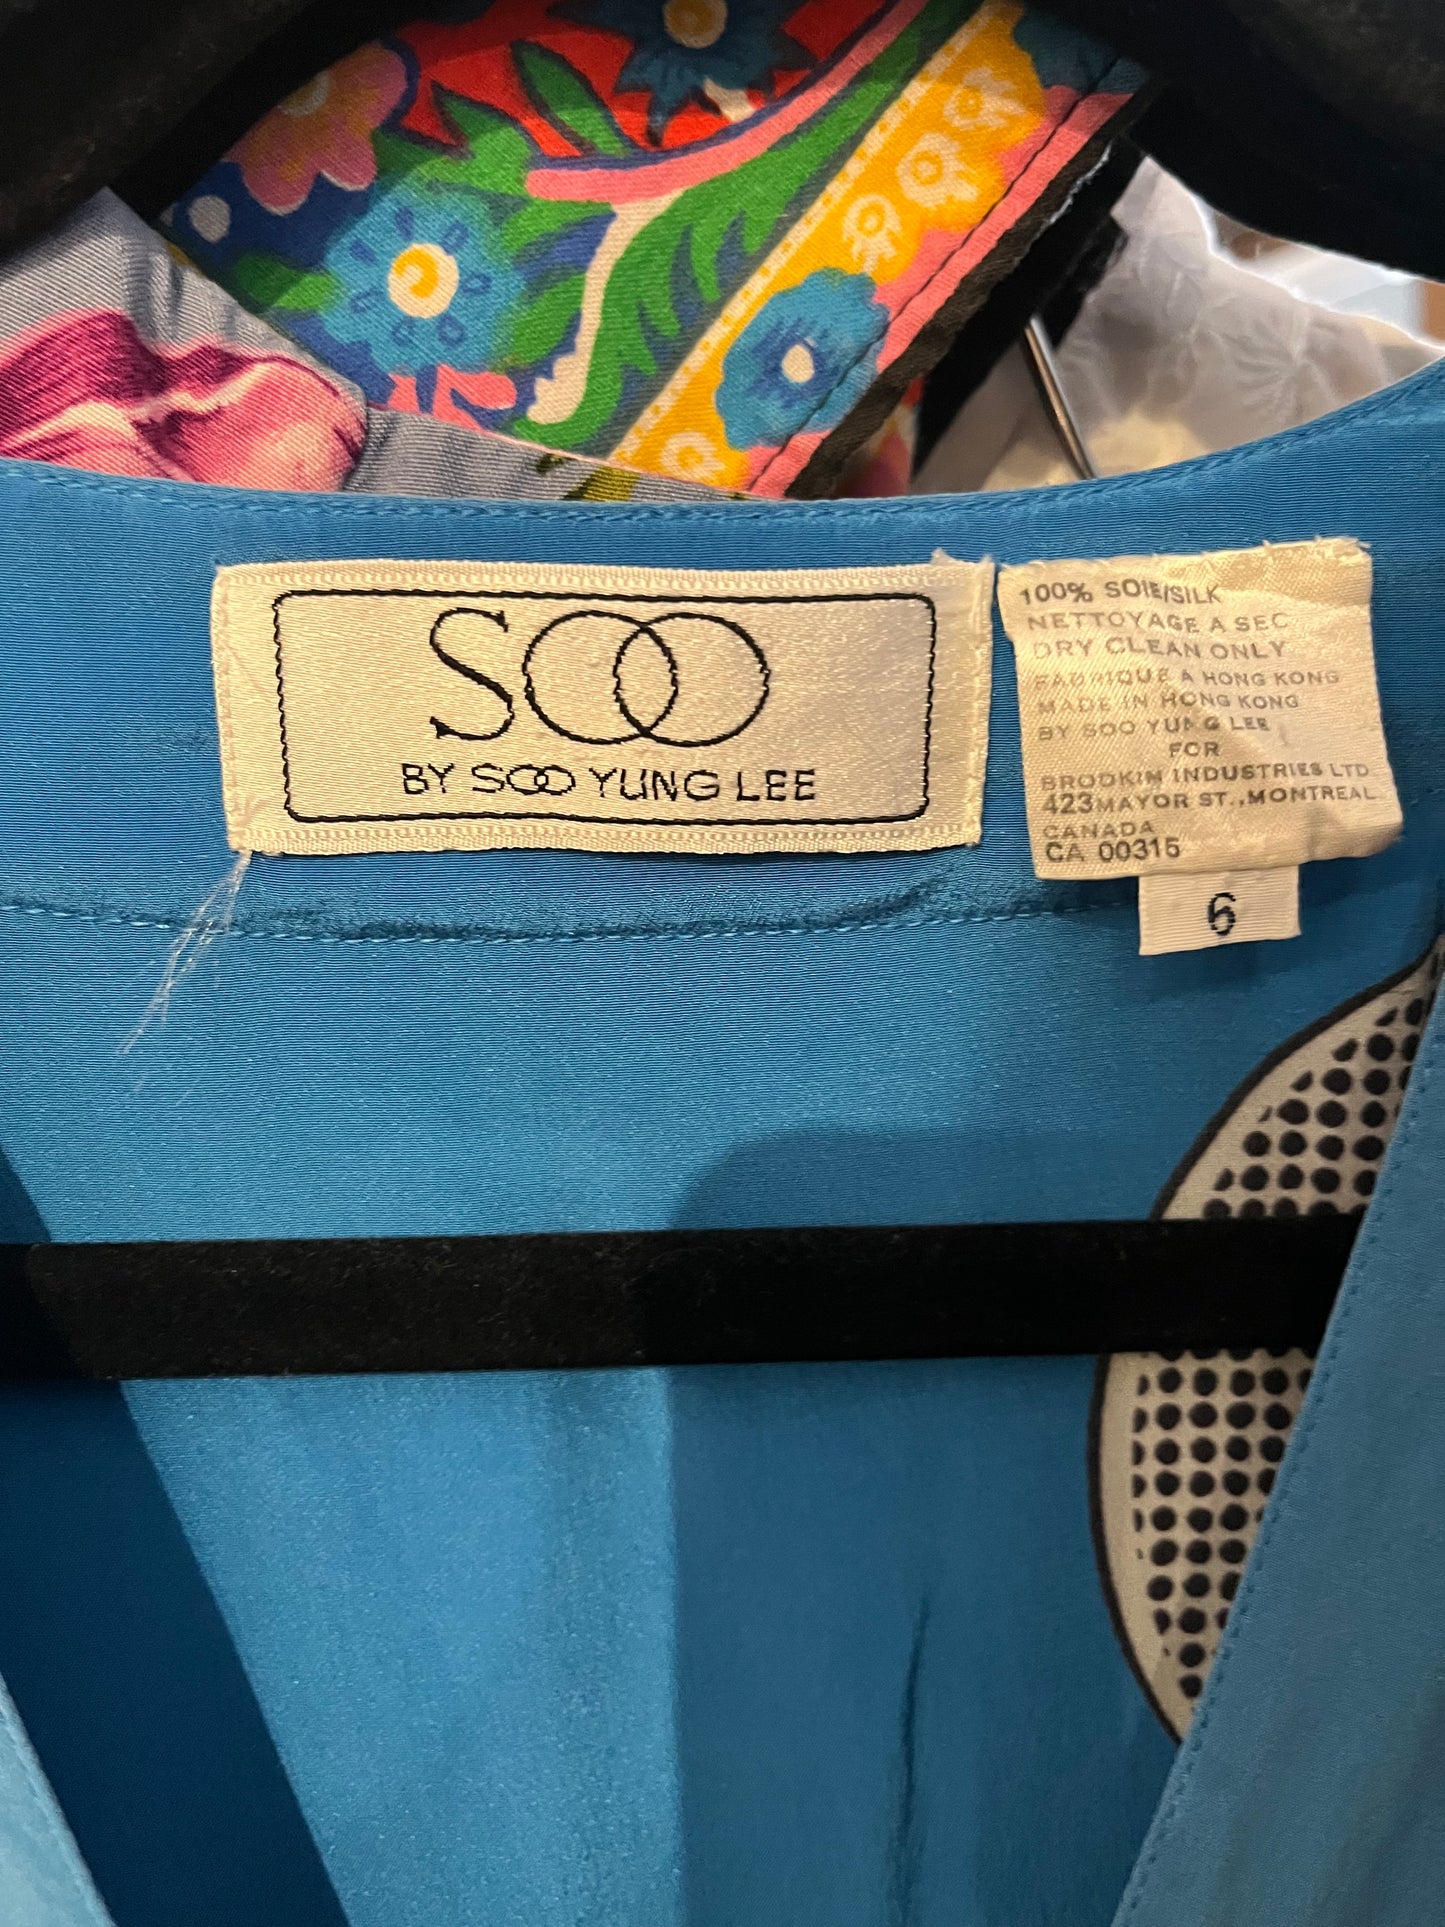 SOO
BY SOO YUNG LEE
100% SOIE/SILK
NETTOYAGE A SEC
DRY CLEAN ONLY
FABRIQUE A HONG KONG
MADE IN HONG KONG
BY SOO YUNG LEE
FOR
BRODKIN INDUSTRIES LTD
423 MAYOR ST., MONTREAL
CANADA
CA 00315
6